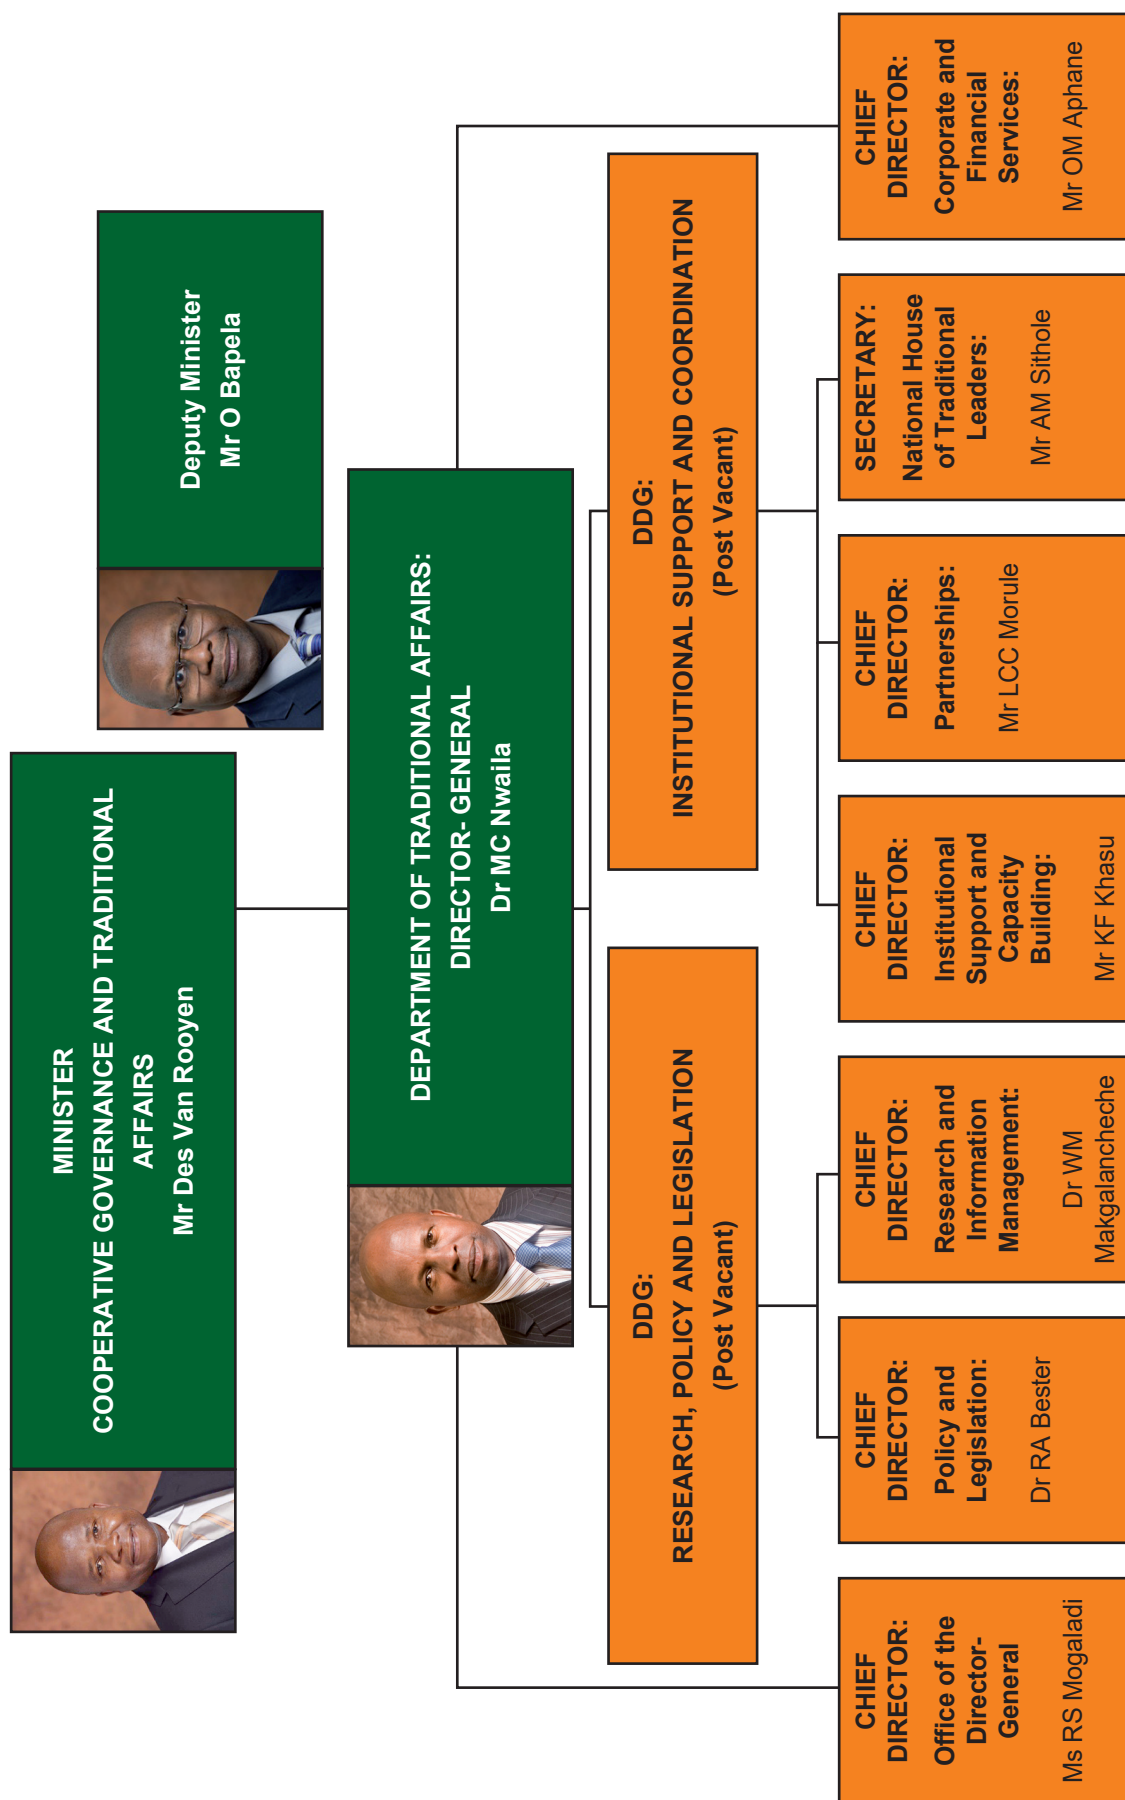 MINISTER
COOPERATIVE GOVERNANCE AND TRADITIONAL
AFFAIRS
Mr Des Van Rooyen
Deputy Minister
Mr O Bapela
DEPARTMENT OF TRADITIONAL AFFAIRS:
DIRECTOR- GENERAL
Dr MC Nwaila
DDG:
RESEARCH, POLICY AND LEGISLATION
(Post Vacant)
DDG:
INSTITUTIONAL SUPPORT AND COORDINATION
(Post Vacant)
CHIEF
DIRECTOR:
Office of the
Director-
General
Ms RS Mogaladi
CHIEF
DIRECTOR:
Policy and
Legislation:
Dr RA Bester
CHIEF
DIRECTOR:
Research and
Information
Management:
Dr WM
Makgalancheche
CHIEF
DIRECTOR:
Institutional
Support and
Capacity
Building:
Mr KF Khasu
CHIEF
DIRECTOR:
Partnerships:
Mr LCC Morule
SECRETARY:
National House
of Traditional
Leaders:
Mr AM Sithole
CHIEF
DIRECTOR:
Corporate and
Financial
Services:
Mr OM Aphane